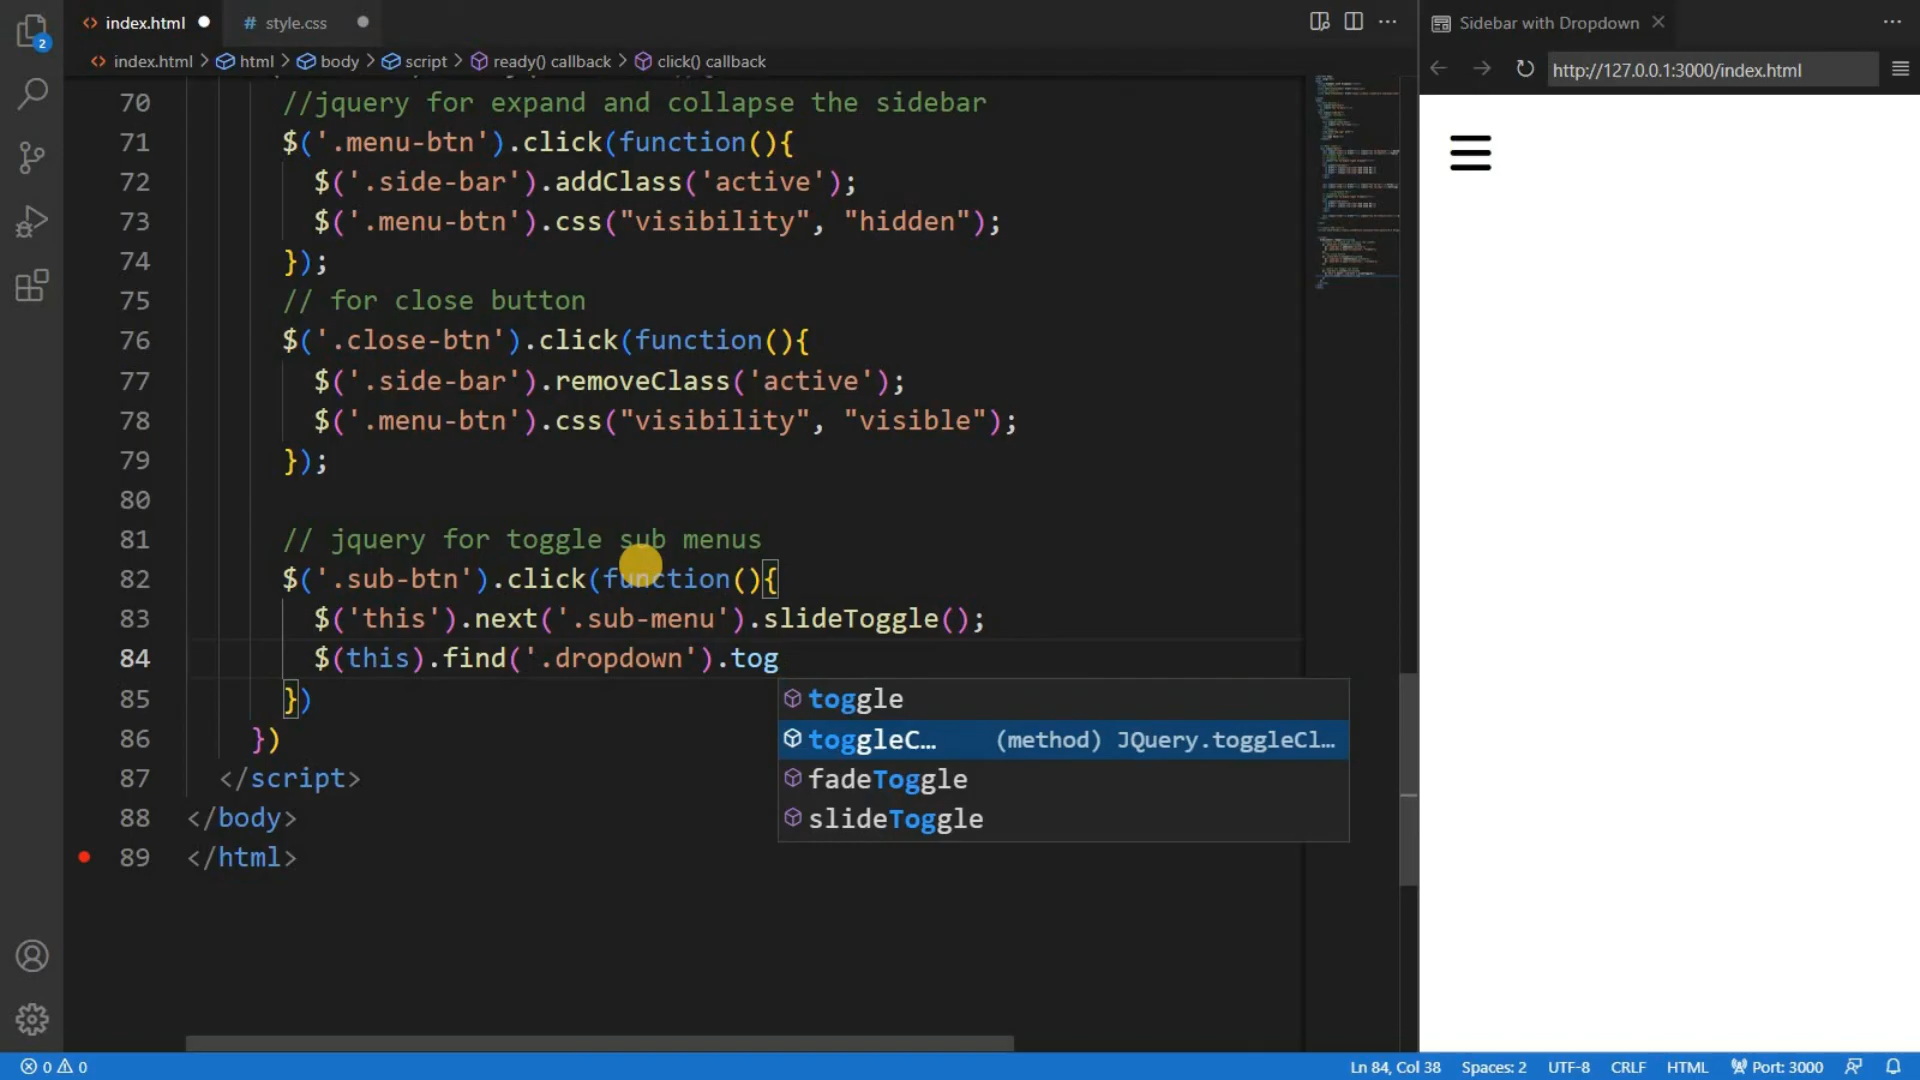 index.html
# style.css
Sidebar with Dropdown
index.html > html > body > script > ready() callback > click() callback
http://127.0.0.1:3000/index.html
2
70 //jquery for expand and collapse the sidebar
71 $('.menu-btn').click(function(){
72 $('.side-bar').addClass('active');
73 $('.menu-btn').css("visibility", "hidden");
74 });
75 // for close button
76 $('.close-btn').click(function(){
77 $('.side-bar').removeClass('active');
78 $('.menu-btn').css("visibility", "visible");
79 });
80
81 // jquery for toggle sub menus
82 $('.sub-btn').click(function(){
83 $('this').next('.sub-menu').slideToggle();
84 $(this).find('.dropdown').tog
85 })
toggle
86 })
toggleC… (method) JQuery.toggleCl…
87 </script>
fadeToggle
88 </body>
slideToggle
89 </html>
0 0
Ln 84, Col 38 Spaces: 2 UTF-8 CRLF HTML Port: 3000